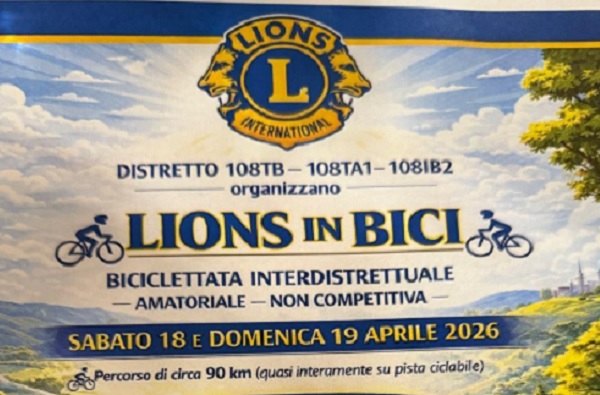 LIONS
L
INTERNATIONAL
DISTRETTO 108TB – 108TA1 – 108IB2
organizzano
LIONS IN BICI
BICICLETTATA INTERDISTRETTUALE
— AMATORIALE — NON COMPETITIVA —
SABATO 18 E DOMENICA 19 APRILE 2026
Percorso di circa 90 km (quasi interamente su pista ciclabile)